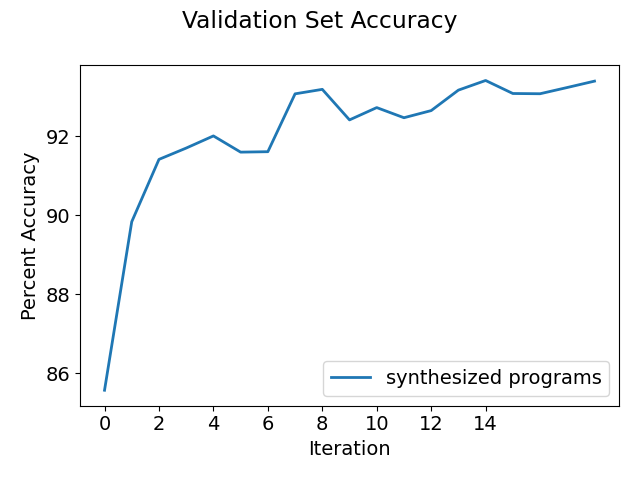 Validation Set Accuracy
Percent Accuracy
92
90
88
86
synthesized programs
0 2 4 6 8 10 12 14
Iteration